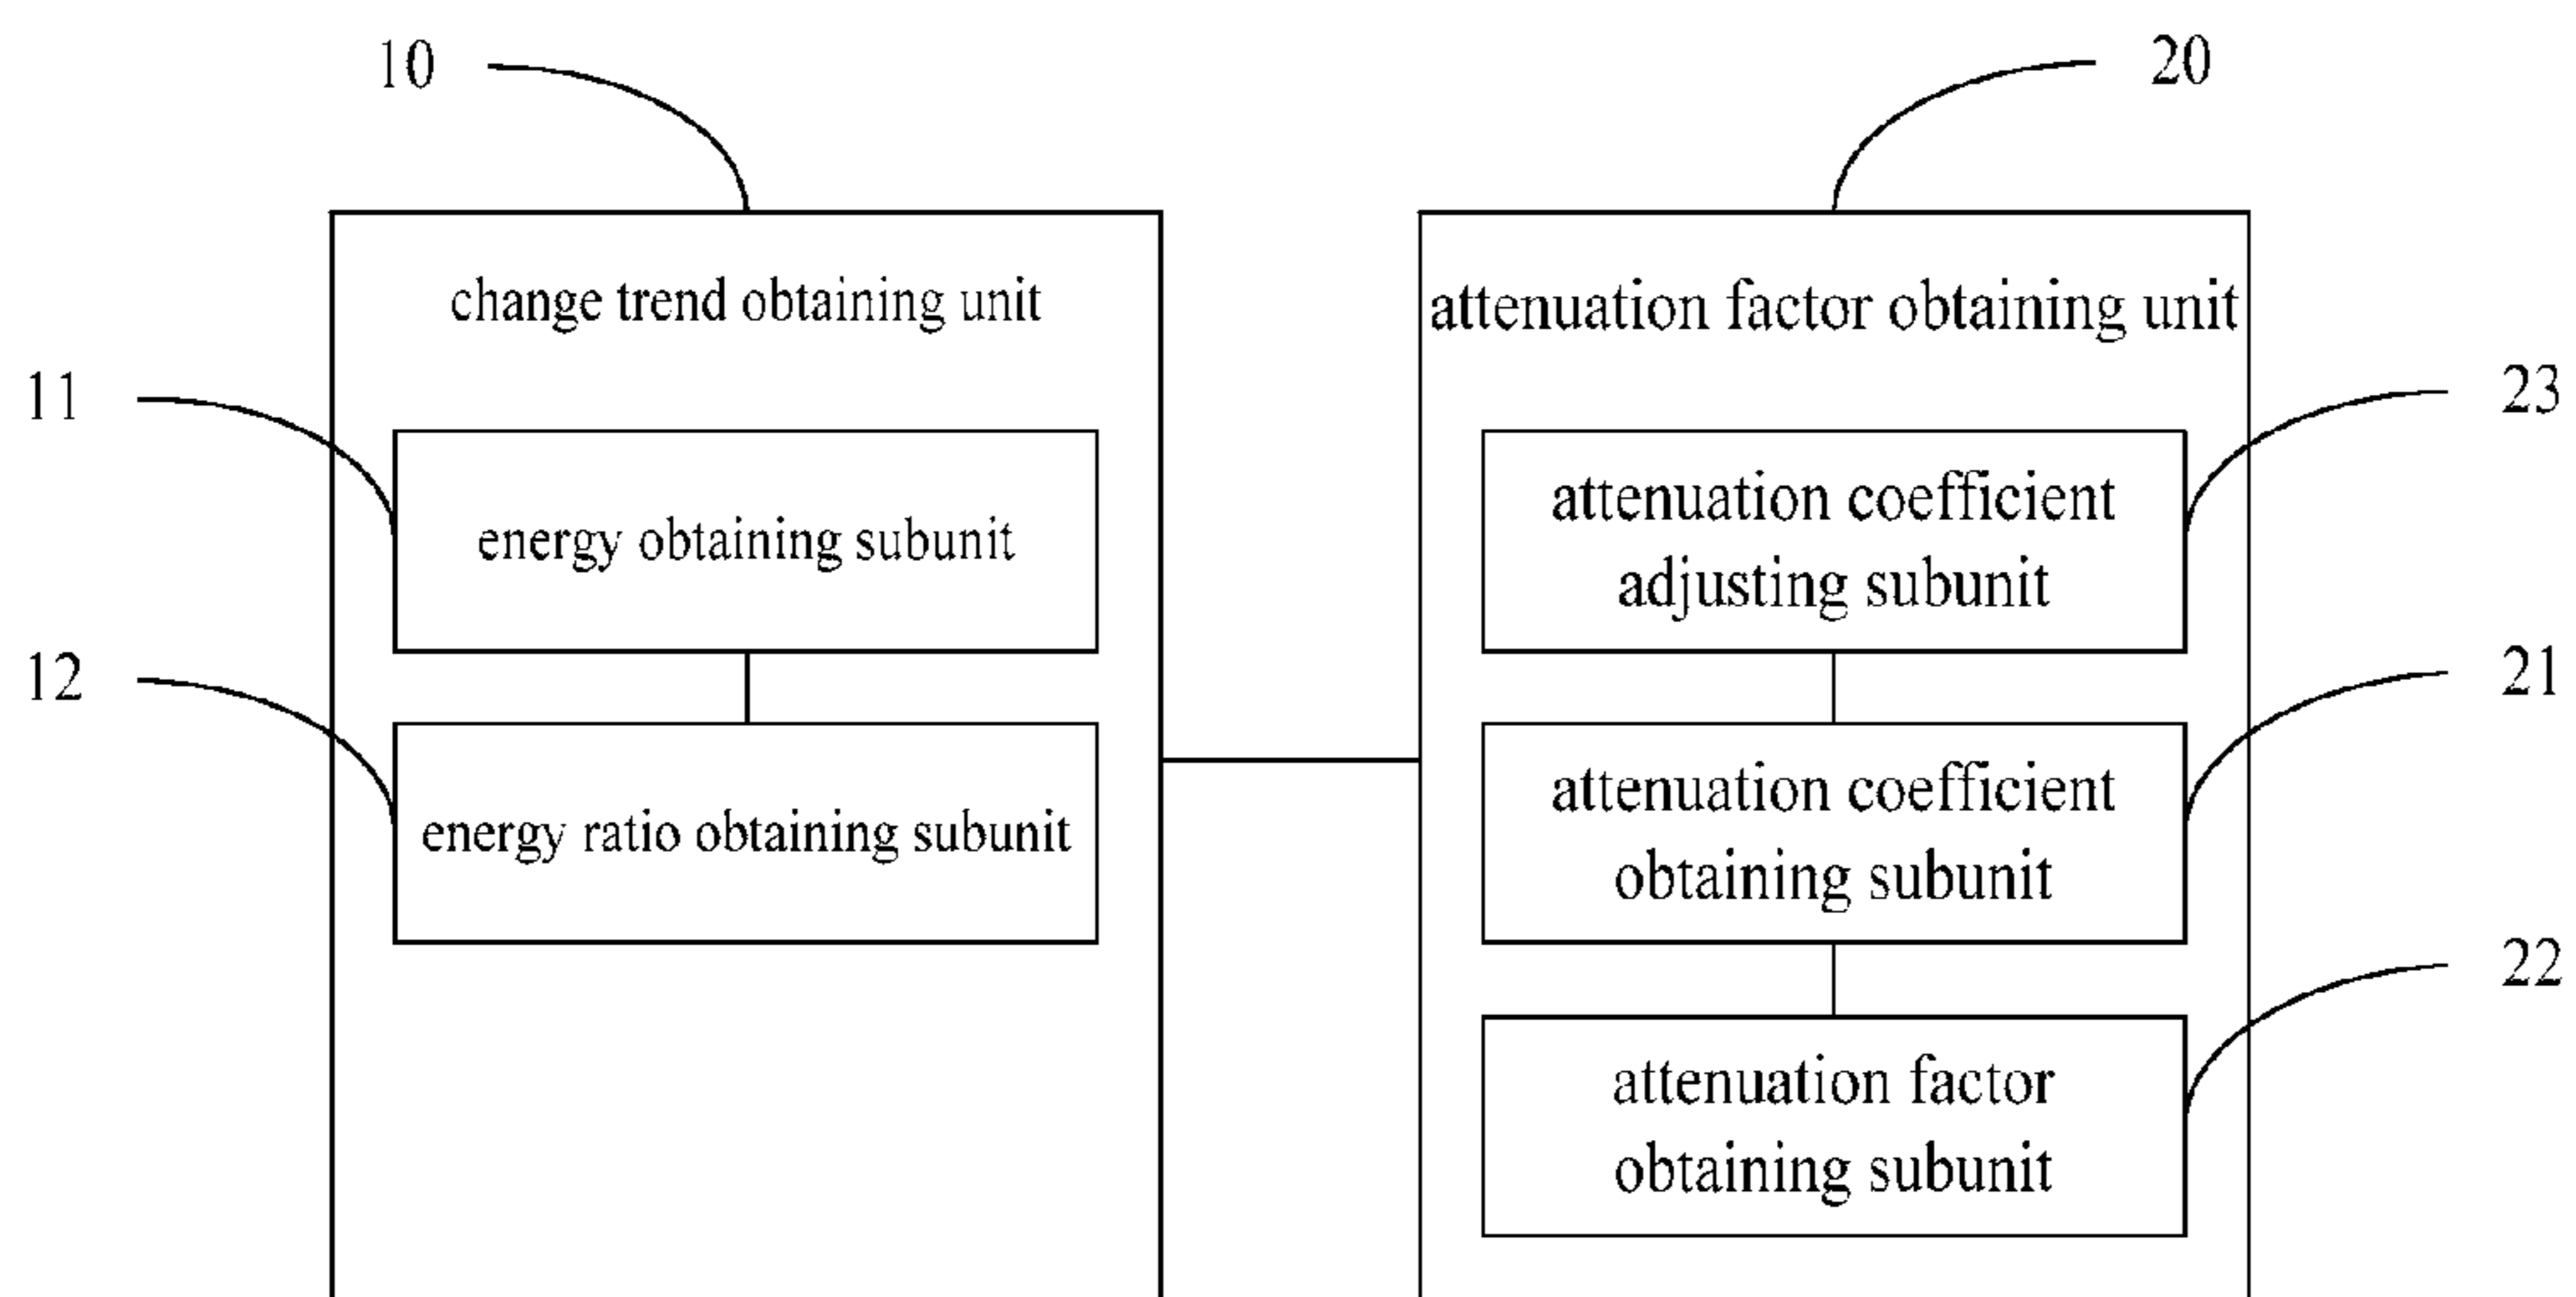 10
20
change trend obtaining unit
attenuation factor obtaining unit
11
23
energy obtaining subunit
attenuation coefficient
adjusting subunit
12
21
energy ratio obtaining subunit
attenuation coefficient
obtaining subunit
22
attenuation factor
obtaining subunit